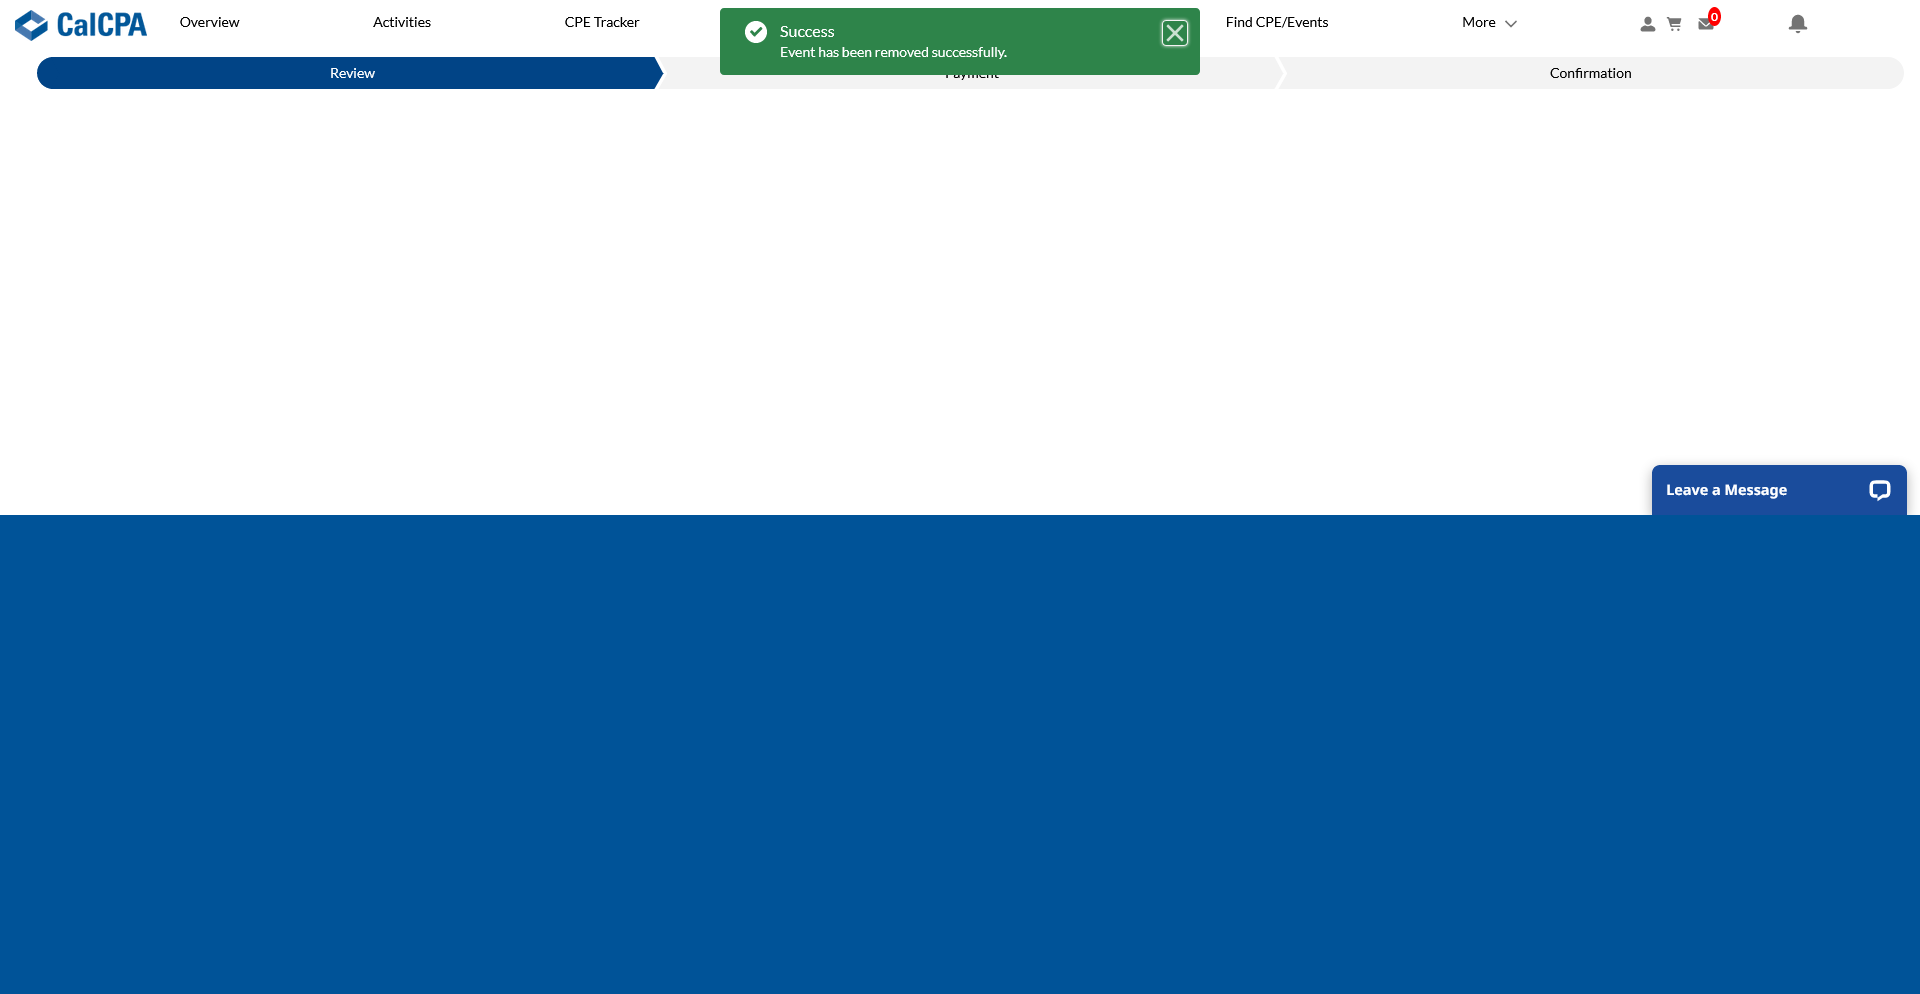 CalCPA
Overview
Activities
CPE Tracker
Success
Event has been removed successfully.
Find CPE/Events
More
0
Review
Payment
Confirmation
Leave a Message